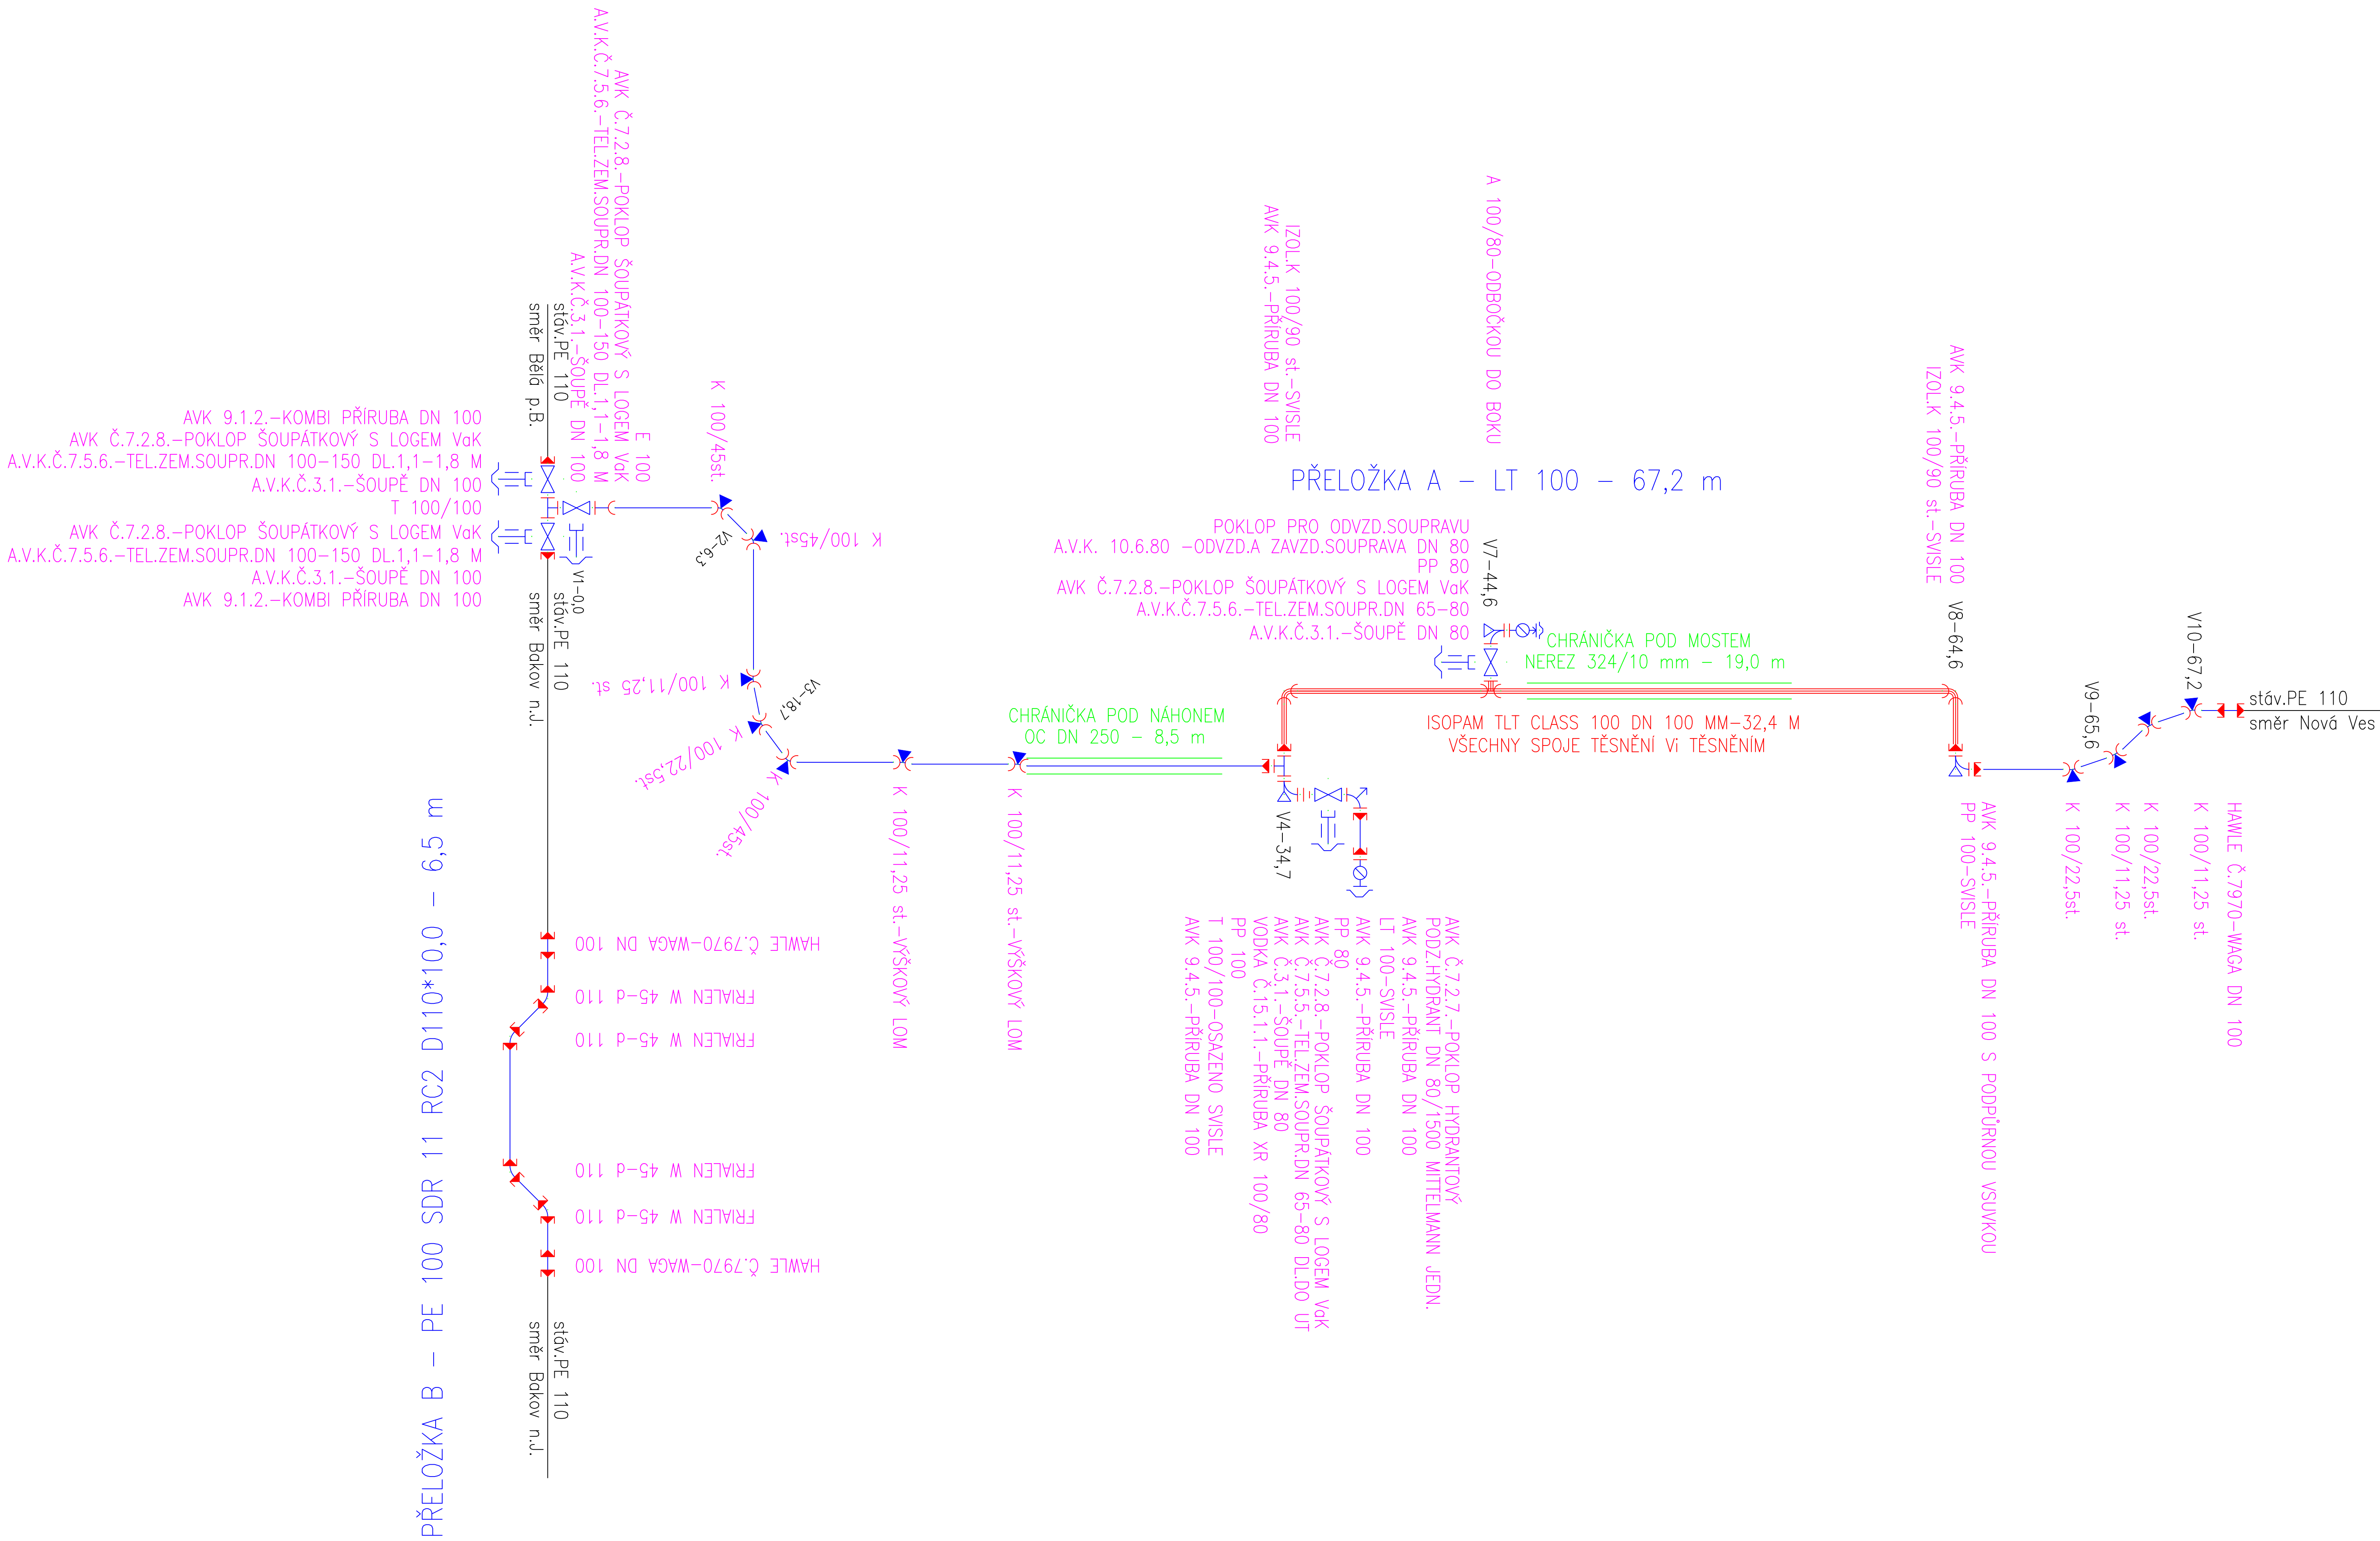 A.V.K.Č.7.5.6.-TEL.ZEM.SOUPR.DN 100-150 DL.1,1-1,8 M
AVK Č.7.2.8.-POKLOP ŠOUPÁTKOVÝ S LOGEM VaK
A.V.K.Č.3.1.-ŠOUPĚ DN 100
E 100
stáv.PE 110
směr Bělá p.B.
AVK 9.1.2.-KOMBI PŘÍRUBA DN 100
AVK Č.7.2.8.-POKLOP ŠOUPÁTKOVÝ S LOGEM VaK
A.V.K.Č.7.5.6.-TEL.ZEM.SOUPR.DN 100-150 DL.1,1-1,8 M
A.V.K.Č.3.1.-ŠOUPĚ DN 100
T 100/100
AVK Č.7.2.8.-POKLOP ŠOUPÁTKOVÝ S LOGEM VaK
A.V.K.Č.7.5.6.-TEL.ZEM.SOUPR.DN 100-150 DL.1,1-1,8 M
A.V.K.Č.3.1.-ŠOUPĚ DN 100
AVK 9.1.2.-KOMBI PŘÍRUBA DN 100
V1-0,0
stáv.PE 110
směr Bakov n.J.
K 100/45st.
K 100/45st.
V2-6,3
K 100/11,25 st.
V3-18,7
K 100/22,5st.
K 100/45st.
K 100/11,25 st.-VÝŠKOVÝ LOM
K 100/11,25 st.-VÝŠKOVÝ LOM
CHRÁNIČKA POD NÁHONEM
OC DN 250 - 8,5 m
IZOL.K 100/90 st.-SVISLE
AVK 9.4.5.-PŘÍRUBA DN 100
A 100/80-ODBOČKOU DO BOKU
PŘELOŽKA A - LT 100 - 67,2 m
POKLOP PRO ODVZD.SOUPRAVU
A.V.K. 10.6.80 -ODVZD.A ZAVZD.SOUPRAVA DN 80
PP 80
AVK Č.7.2.8.-POKLOP ŠOUPÁTKOVÝ S LOGEM VaK
A.V.K.Č.7.5.6.-TEL.ZEM.SOUPR.DN 65-80
A.V.K.Č.3.1.-ŠOUPĚ DN 80
V7-44,6
CHRÁNIČKA POD MOSTEM
NEREZ 324/10 mm - 19,0 m
ISOPAM TLT CLASS 100 DN 100 MM-32,4 M
VŠECHNY SPOJE TĚSNĚNÍ Vi TĚSNĚNÍM
V4-34,7
AVK Č.7.2.7.-POKLOP HYDRANTOVÝ
PODZ.HYDRANT DN 80/1500 MITTELMANN JEDN.
AVK 9.4.5.-PŘÍRUBA DN 100
LT 100-SVISLE
AVK 9.4.5.-PŘÍRUBA DN 100
PP 80
AVK Č.7.2.8.-POKLOP ŠOUPÁTKOVÝ S LOGEM VaK
AVK Č.7.5.5.-TEL.ZEM.SOUPR.DN 65-80 DL.DO UT
AVK Č.3.1.-ŠOUPĚ DN 80
VODKA Č.15.1.1.-PŘÍRUBA XR 100/80
PP 100
T 100/100-OSAZENO SVISLE
AVK 9.4.5.-PŘÍRUBA DN 100
AVK 9.4.5.-PŘÍRUBA DN 100
IZOL.K 100/90 st.-SVISLE
V8-64,6
AVK 9.4.5.-PŘÍRUBA DN 100 S PODPŮRNOU VSUVKOU
PP 100-SVISLE
V9-65,6
V10-67,2
stáv.PE 110
směr Nová Ves
K 100/22,5st.
K 100/11,25 st.
K 100/22,5st.
K 100/11,25 st.
HAWLE Č.7970-WAGA DN 100
PŘELOŽKA B - PE 100 SDR 11 RC2 D110*10,0 - 6,5 m
HAWLE Č.7970-WAGA DN 100
FRIALEN W 45-d 110
FRIALEN W 45-d 110
FRIALEN W 45-d 110
FRIALEN W 45-d 110
HAWLE Č.7970-WAGA DN 100
stáv.PE 110
směr Bakov n.J.